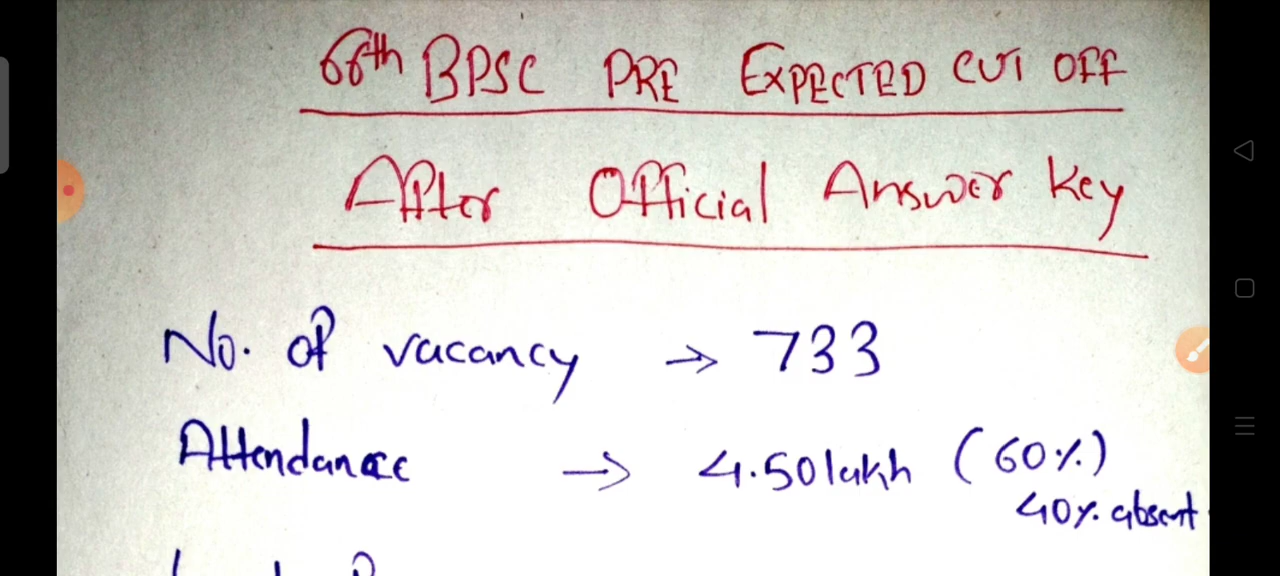 66th BPSC PRE EXPECTED CUT OFF
After Official Answer Key
No. of vacancy → 733
Attendance → 4.50 lakh (60%)
40% absent